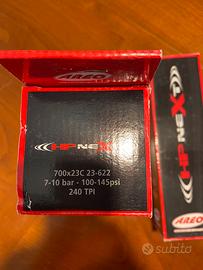 AREO
HP NEXT
700x23C 23-622
7-10 bar - 100-145psi
240 TPI
HP NEXT
AREO
subito